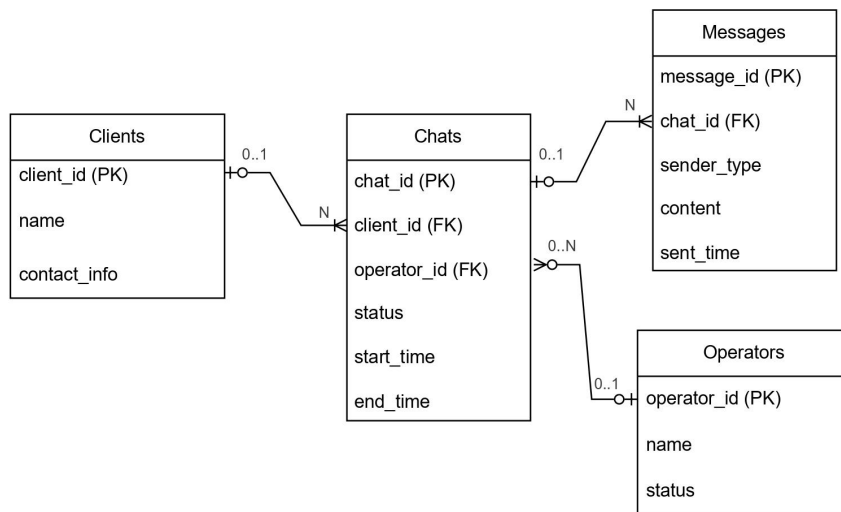 Clients
client_id (PK)
name
contact_info
0..1
N
Chats
chat_id (PK)
client_id (FK)
operator_id (FK)
status
start_time
end_time
0..1
N
0..N
0..1
Messages
message_id (PK)
chat_id (FK)
sender_type
content
sent_time
Operators
operator_id (PK)
name
status